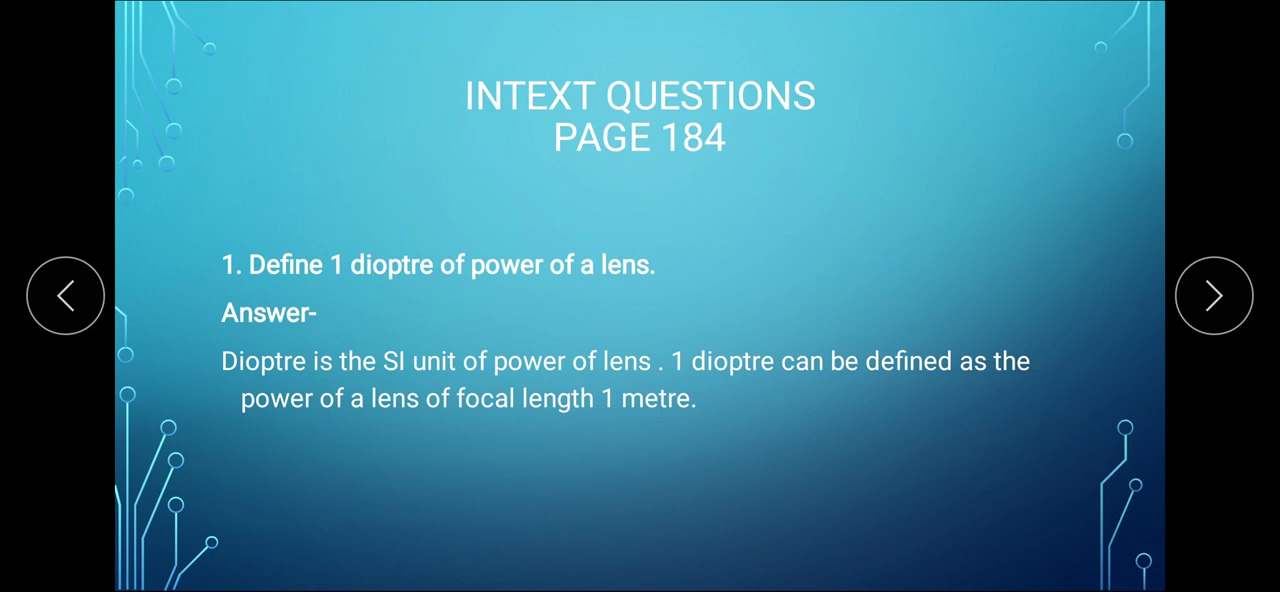 INTEXT QUESTIONS
PAGE 184
1. Define 1 dioptre of power of a lens.
Answer-
Dioptre is the SI unit of power of lens . 1 dioptre can be defined as the
power of a lens of focal length 1 metre.